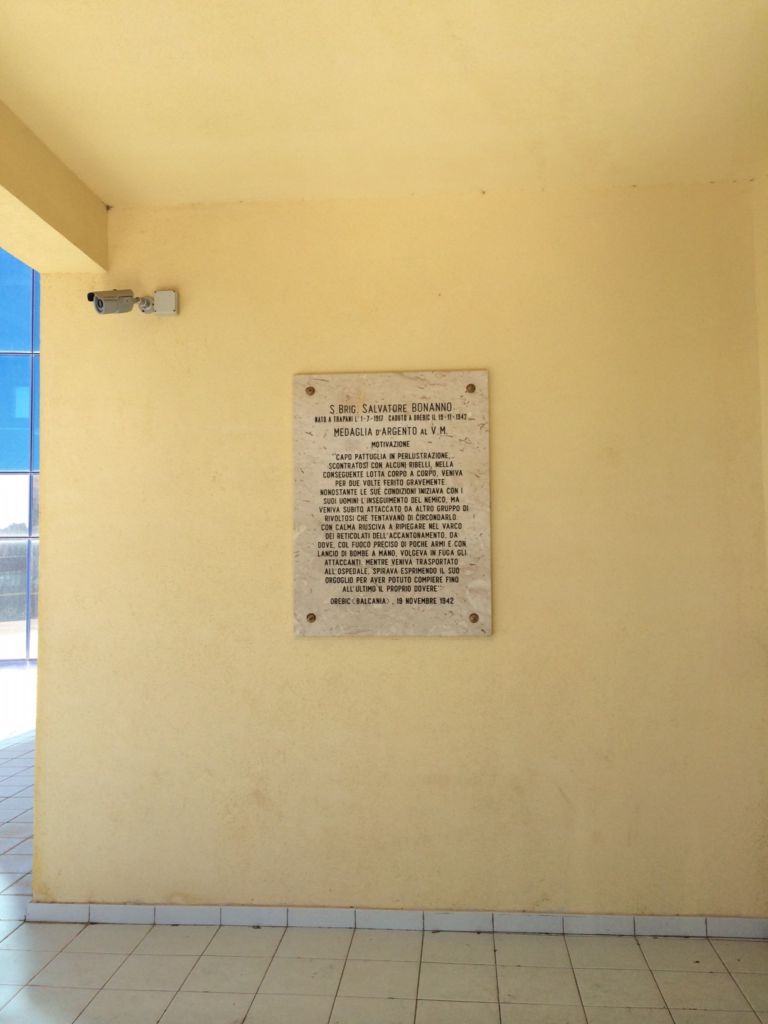 S. BRIG. SALVATORE BONANNO
NATO A TRAPANI L'1-7-1917 CADUTO A OREBIC IL 19-11-1942
MEDAGLIA D'ARGENTO AL V.M.
MOTIVAZIONE
"CAPO PATTUGLIA IN PERLUSTRAZIONE,
SCONTRATOSI CON ALCUNI RIBELLI, NELLA
CONSEGUENTE LOTTA CORPO A CORPO, VENIVA
PER DUE VOLTE FERITO GRAVEMENTE.
NONOSTANTE LE SUE CONDIZIONI INIZIAVA CON I
SUOI UOMINI L'INSEGUIMENTO DEL NEMICO, MA
VENIVA SUBITO ATTACCATO DA ALTRO GRUPPO DI
RIVOLTOSI CHE TENTAVANO DI CIRCONDARLO.
CON CALMA RIUSCIVA A RIPIEGARE NEL VARCO
DEI RETICOLATI DELL'ACCANTONAMENTO, DA
DOVE, COL FUOCO PRECISO DI POCHE ARMI E CON
LANCIO DI BOMBE A MANO, VOLGEVA IN FUGA GLI
ATTACCANTI. MENTRE VENIVA TRASPORTATO
ALL'OSPEDALE, SPIRAVA ESPRIMENDO IL SUO
ORGOGLIO PER AVER POTUTO COMPIERE FINO
ALL'ULTIMO IL PROPRIO DOVERE"
OREBIC (BALCANIA), 19 NOVEMBRE 1942